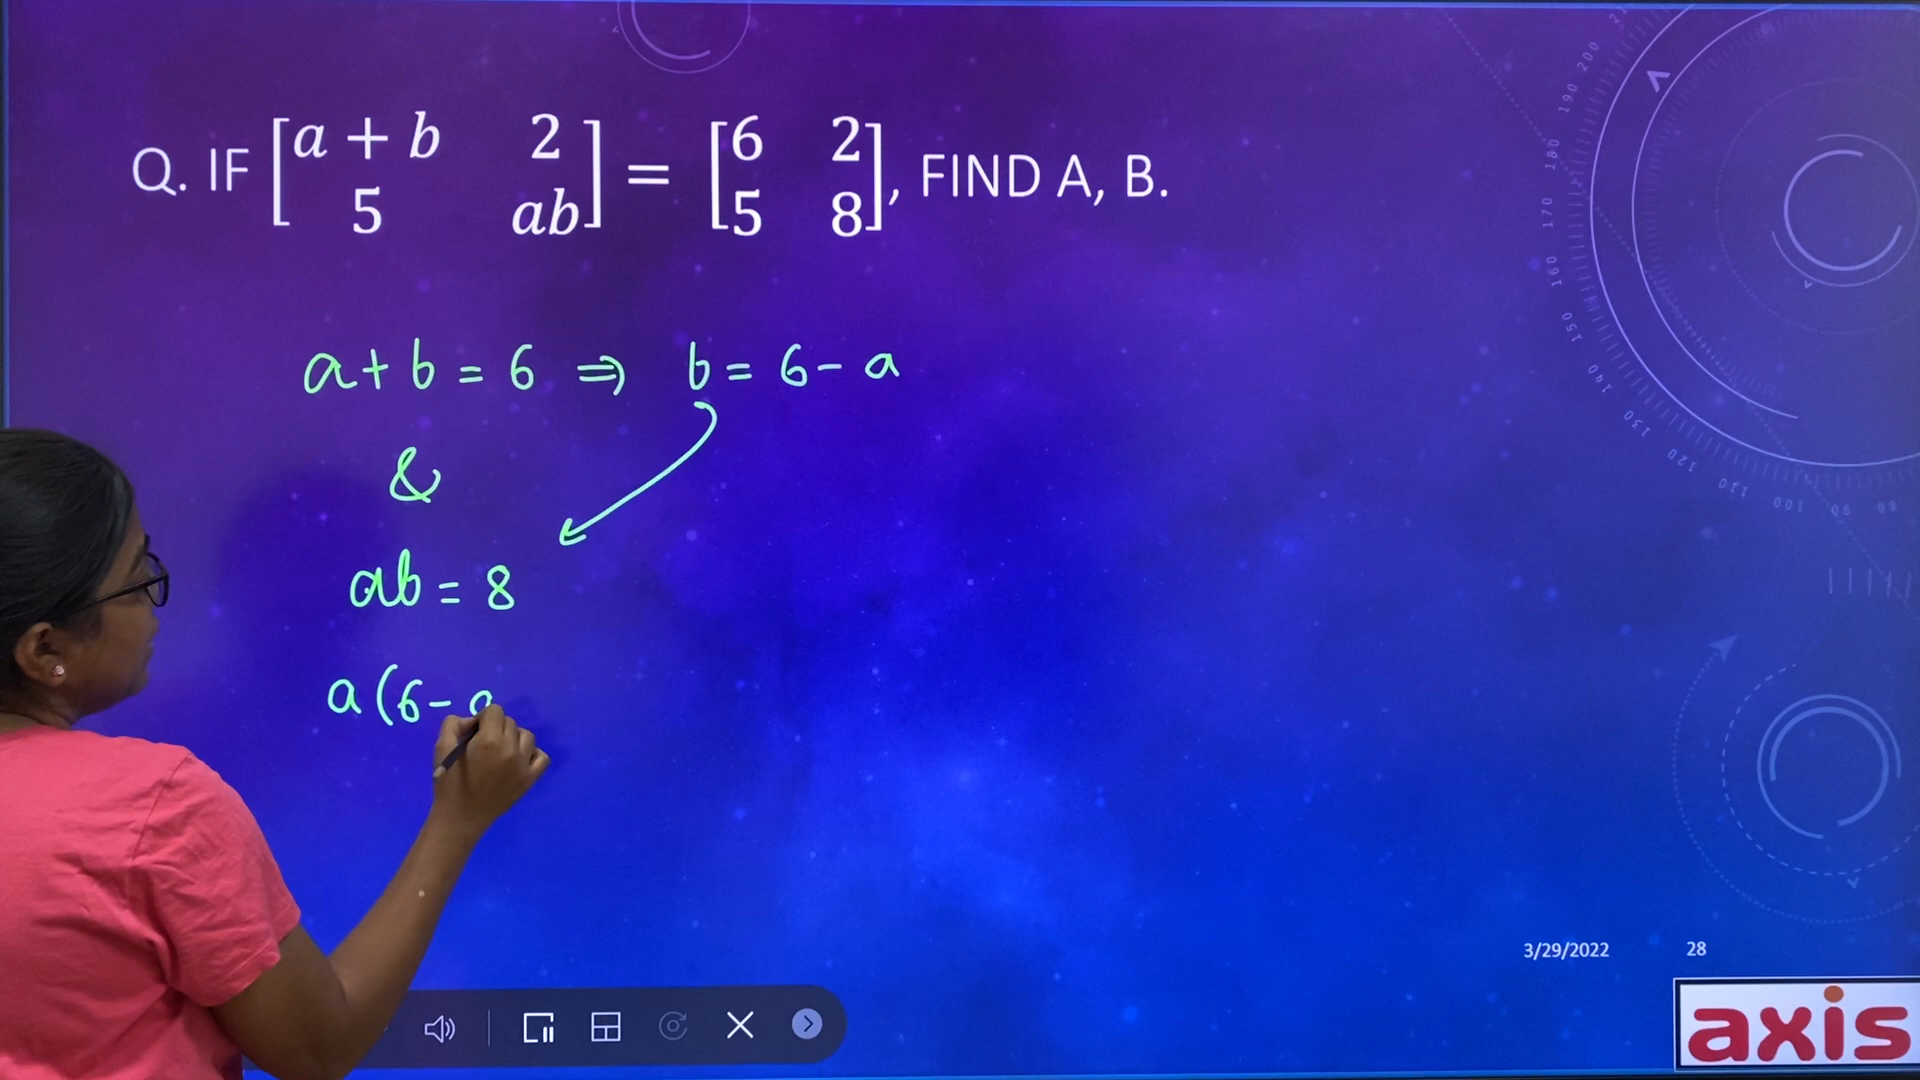 Q. IF [a + b 2] = [6 2], FIND A, B.
[5 ab] [5 8]
a + b = 6 ⇒ b = 6 - a
&
ab = 8
a (6 - a
3/29/2022 28
axis